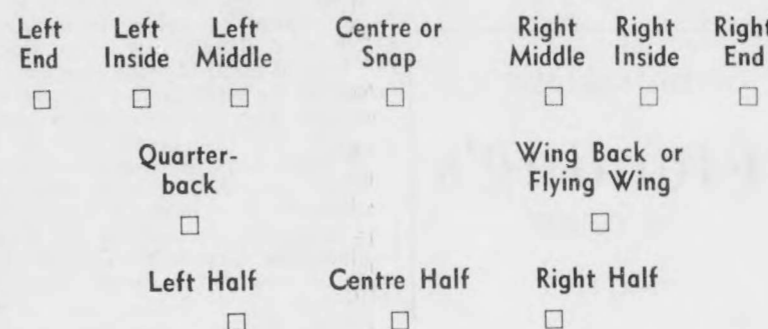 Left Left Left Centre or Right Right Right
End Inside Middle Snap Middle Inside End
Quarter- Wing Back or
back Flying Wing
Left Half Centre Half Right Half